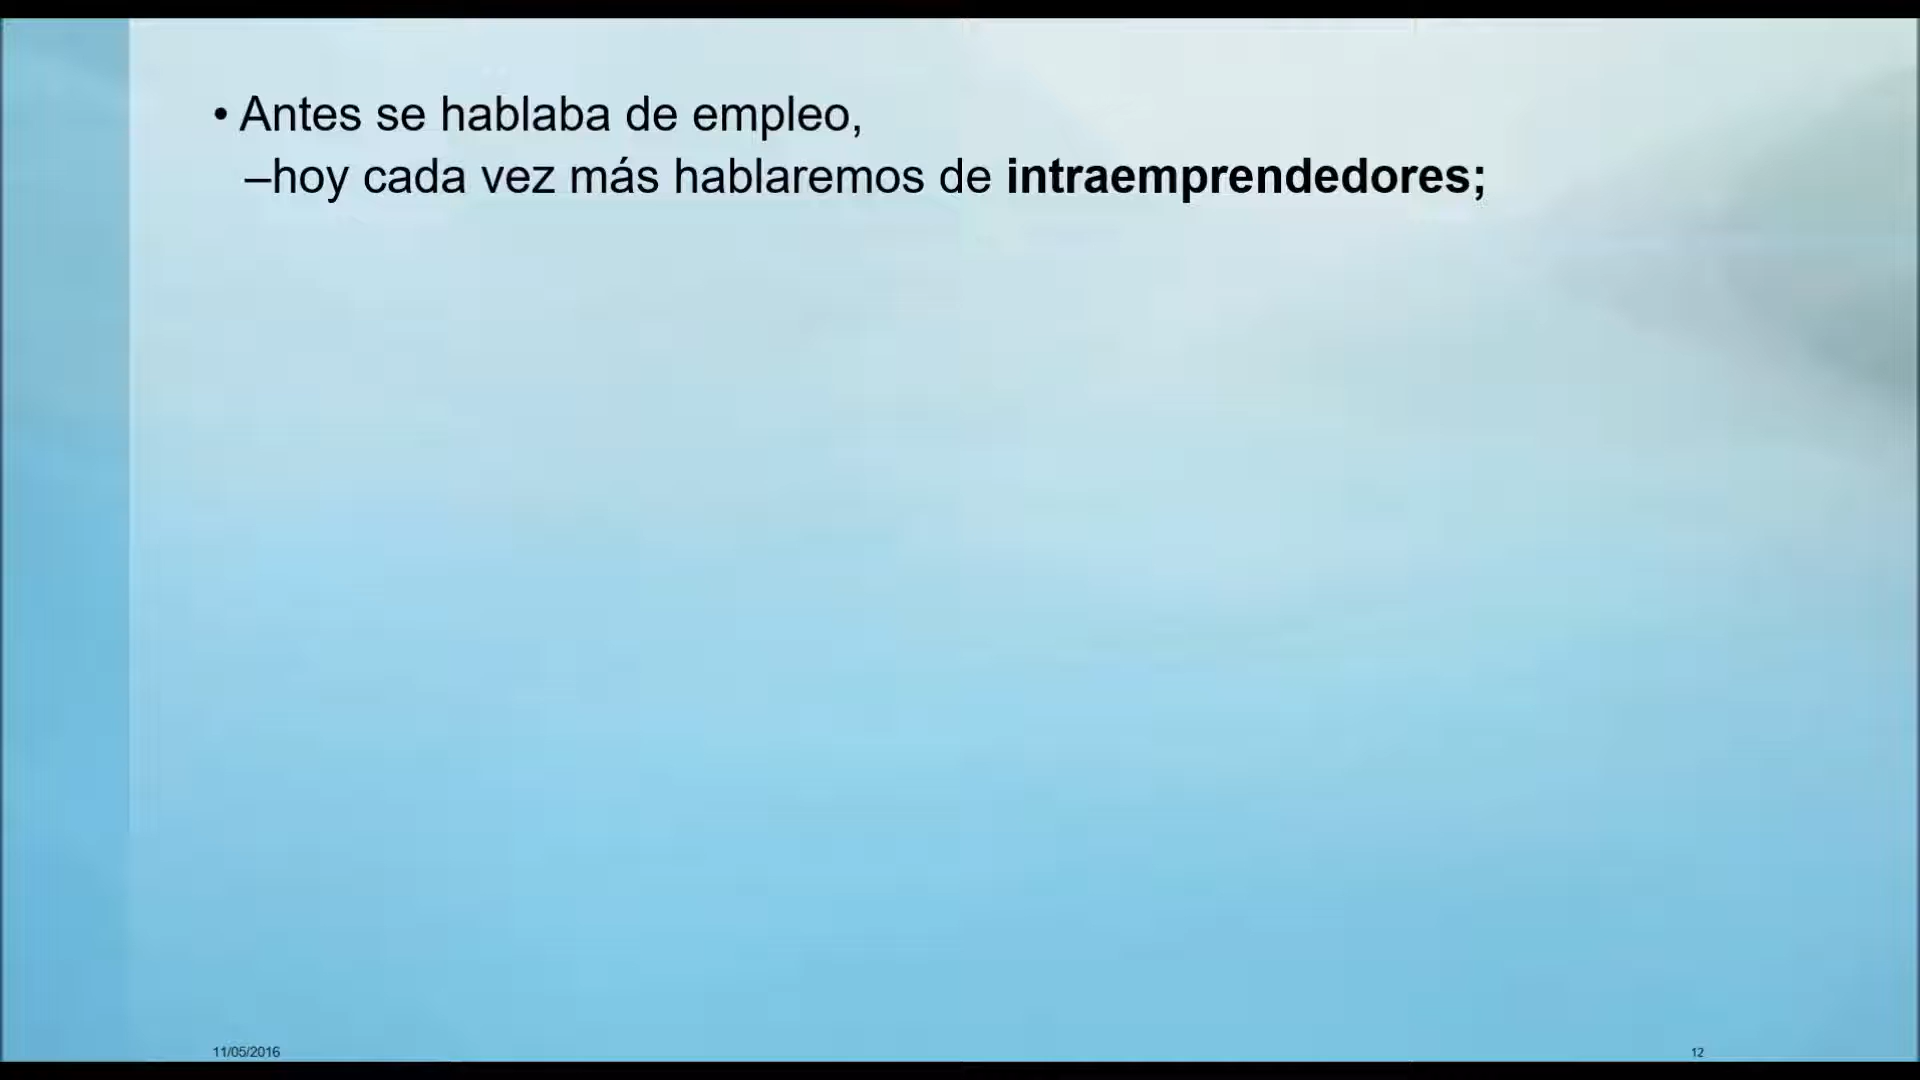 • Antes se hablaba de empleo,
–hoy cada vez más hablaremos de intraemprendedores;
11/05/2016
12